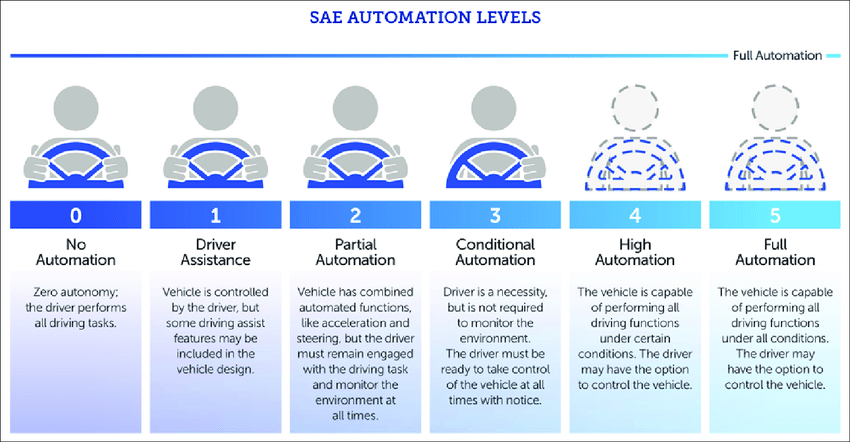 SAE AUTOMATION LEVELS
Full Automation
0
No
Automation
Zero autonomy;
the driver performs
all driving tasks.
1
Driver
Assistance
Vehicle is controlled
by the driver, but
some driving assist
features may be
included in the
vehicle design.
2
Partial
Automation
Vehicle has combined
automated functions,
like acceleration and
steering, but the driver
must remain engaged
with the driving task
and monitor the
environment at
all times.
3
Conditional
Automation
Driver is a necessity,
but is not required
to monitor the
environment.
The driver must be
ready to take control
of the vehicle at all
times with notice.
4
High
Automation
The vehicle is capable
of performing all
driving functions
under certain
conditions. The driver
may have the option
to control the vehicle.
5
Full
Automation
The vehicle is capable
of performing all
driving functions
under all conditions.
The driver may
have the option to
control the vehicle.